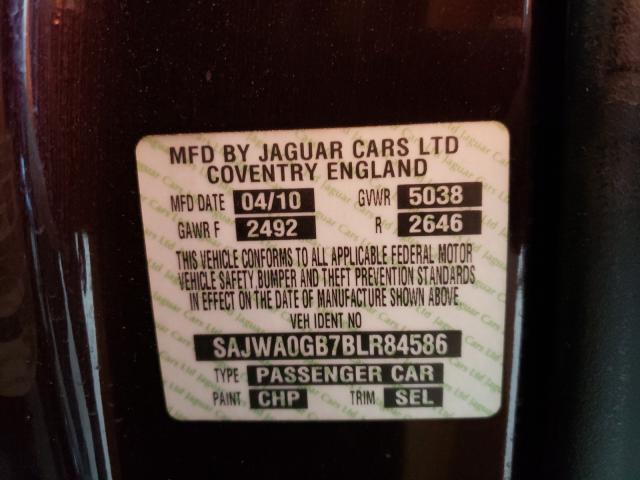 MFD BY JAGUAR CARS LTD
COVENTRY ENGLAND
MFD DATE 04/10 GVWR 5038
GAWR F 2492 R 2646
THIS VEHICLE CONFORMS TO ALL APPLICABLE FEDERAL MOTOR
VEHICLE SAFETY, BUMPER AND THEFT PREVENTION STANDARDS
IN EFFECT ON THE DATE OF MANUFACTURE SHOWN ABOVE
VEH IDENT NO
SAJWA0GB7BLR84586
TYPE PASSENGER CAR
PAINT CHP TRIM SEL